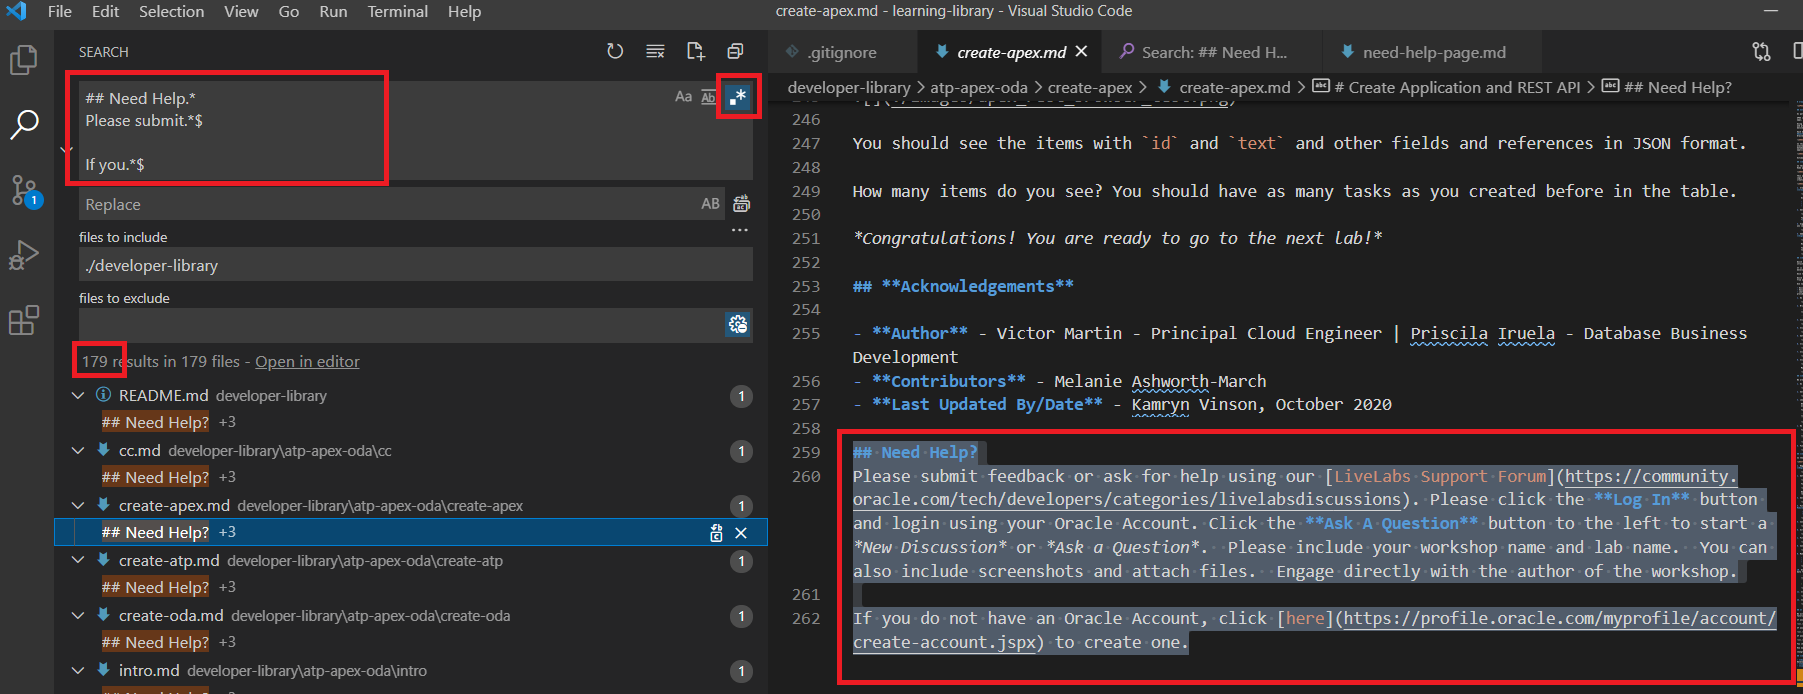 File Edit Selection View Go Run Terminal Help
create-apex.md - learning-library - Visual Studio Code
SEARCH
## Need Help.*
Please submit.*$
If you.*$
Aa Ab .*
Replace
AB
files to include
...
./developer-library
files to exclude
179 results in 179 files - Open in editor
README.md developer-library 1
## Need Help? +3
cc.md developer-library\atp-apex-oda\cc 1
## Need Help? +3
create-apex.md developer-library\atp-apex-oda\create-apex 1
## Need Help? +3
create-atp.md developer-library\atp-apex-oda\create-atp 1
## Need Help? +3
create-oda.md developer-library\atp-apex-oda\create-oda 1
## Need Help? +3
intro.md developer-library\atp-apex-oda\intro 1
## Need Help? +3
1
.gitignore
create-apex.md
Search: ## Need H...
need-help-page.md
developer-library > atp-apex-oda > create-apex > create-apex.md > # Create Application and REST API > ## Need Help?
246
247 You should see the items with `id` and `text` and other fields and references in JSON format.
248
249 How many items do you see? You should have as many tasks as you created before in the table.
250
251 *Congratulations! You are ready to go to the next lab!*
252
253 ## **Acknowledgements**
254
255 - **Author** - Victor Martin - Principal Cloud Engineer | Priscila Iruela - Database Business
Development
256 - **Contributors** - Melanie Ashworth-March
257 - **Last Updated By/Date** - Kamryn Vinson, October 2020
258
259 ## Need Help?
260 Please submit feedback or ask for help using our [LiveLabs Support Forum](https://community.
oracle.com/tech/developers/categories/livelabsdiscussions). Please click the **Log In** button
and login using your Oracle Account. Click the **Ask A Question** button to the left to start a
*New Discussion* or *Ask a Question*.  Please include your workshop name and lab name.  You can
also include screenshots and attach files.  Engage directly with the author of the workshop.
261
262 If you do not have an Oracle Account, click [here](https://profile.oracle.com/myprofile/account/
create-account.jspx) to create one.